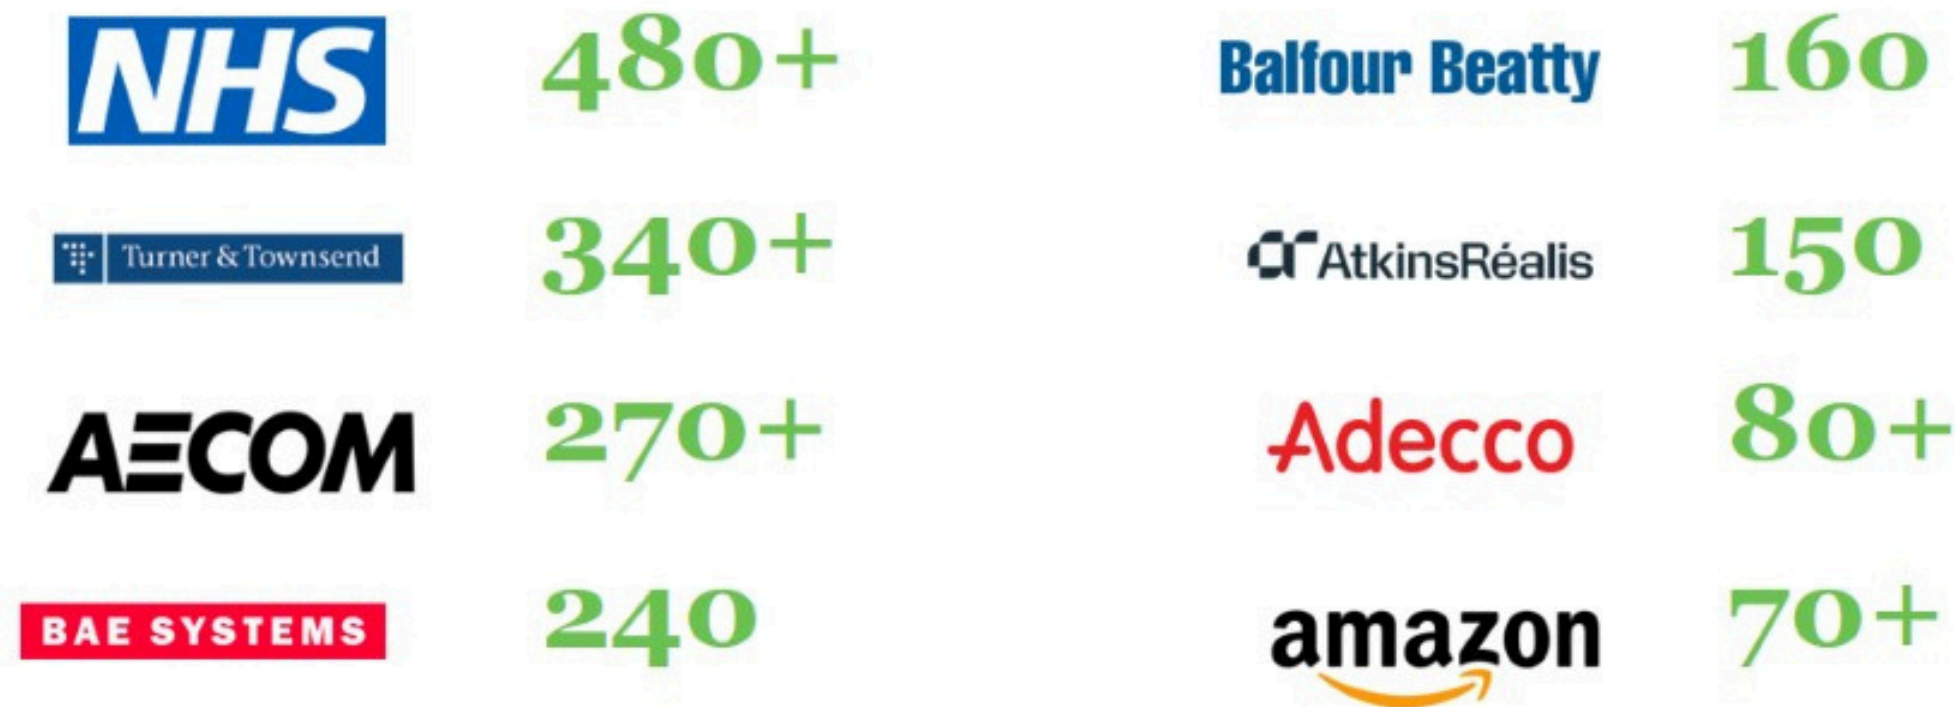 NHS 480+
Balfour Beatty 160
Turner & Townsend 340+
AtkinsRéalis 150
AECOM 270+
Adecco 80+
BAE SYSTEMS 240
amazon 70+